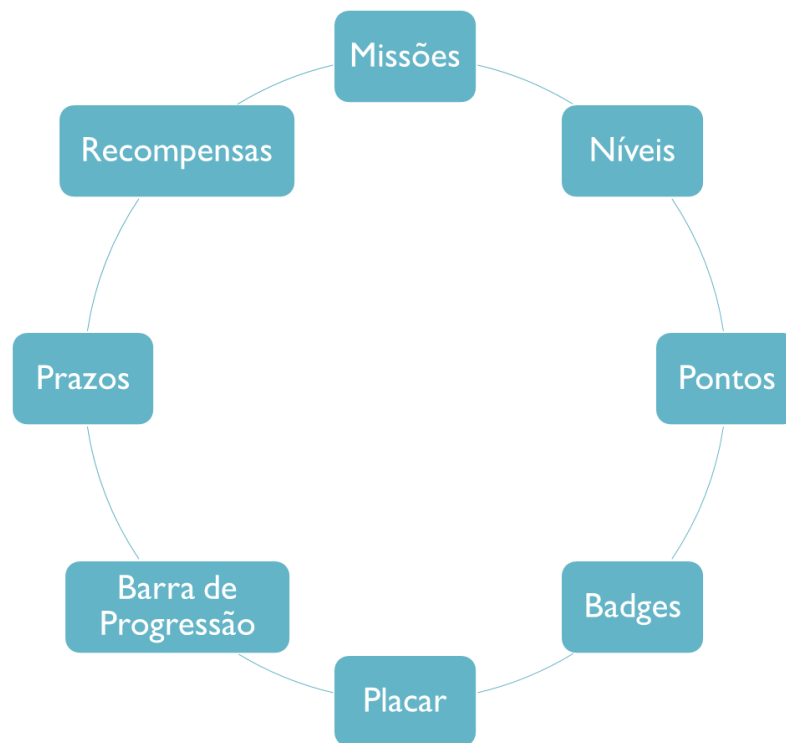 Missões
Níveis
Pontos
Badges
Placar
Barra de
Progressão
Prazos
Recompensas